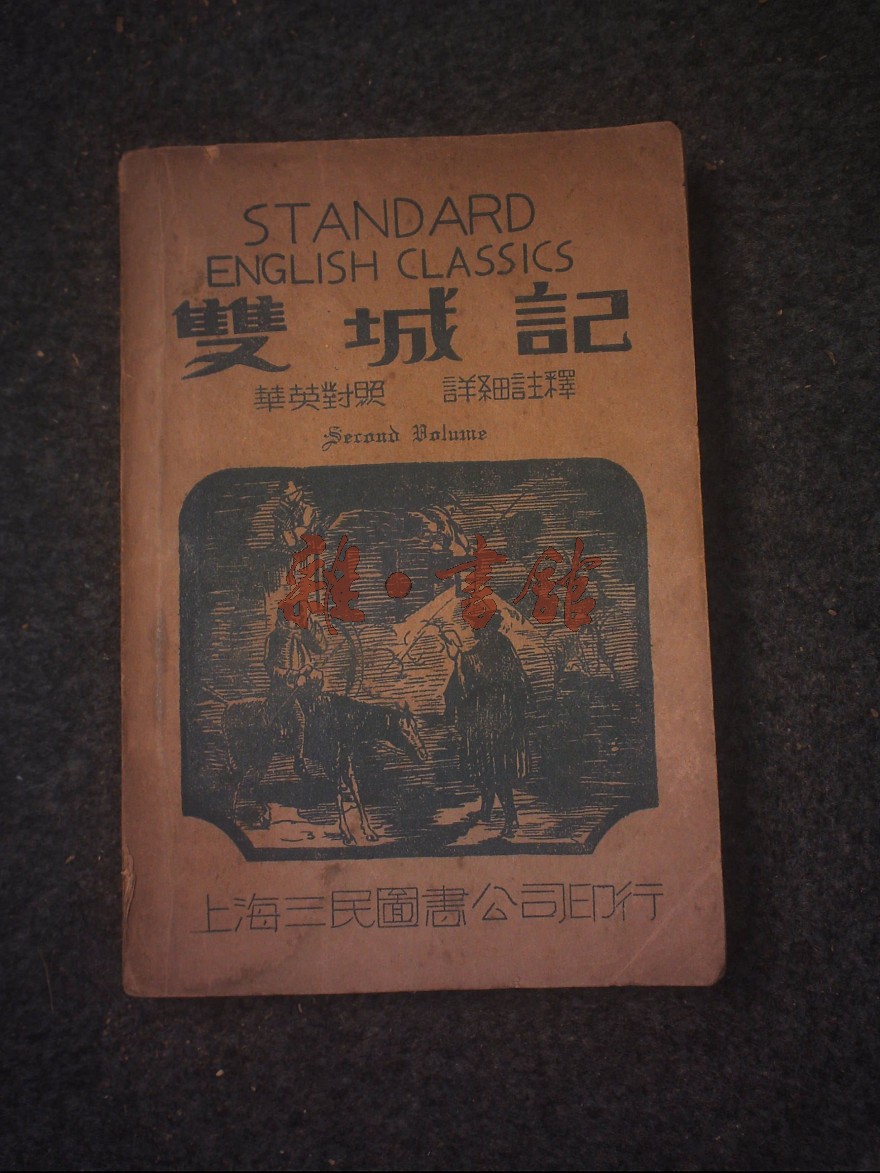 STANDARD
ENGLISH CLASSICS
雙城記
華英對照 詳細註釋
Second Volume
雜·書館
上海三民圖書公司印行